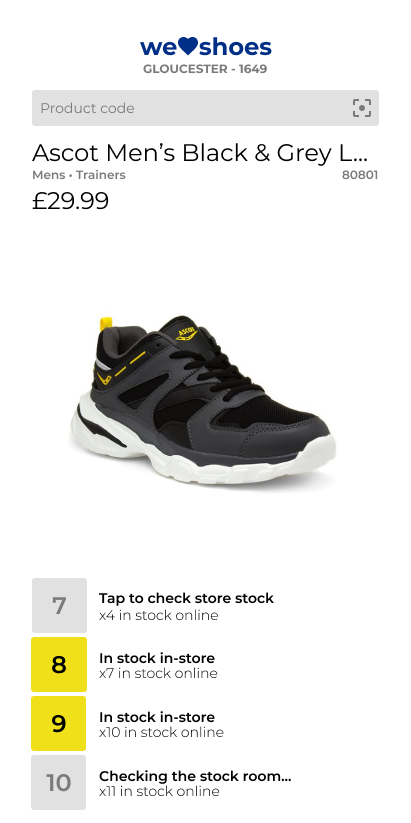 we♥shoes
GLOUCESTER - 1649
Product code
Ascot Men’s Black & Grey L...
Mens • Trainers 80801
£29.99
ASCOT
7 Tap to check store stock
x4 in stock online
8 In stock in-store
x7 in stock online
9 In stock in-store
x10 in stock online
10 Checking the stock room...
x11 in stock online